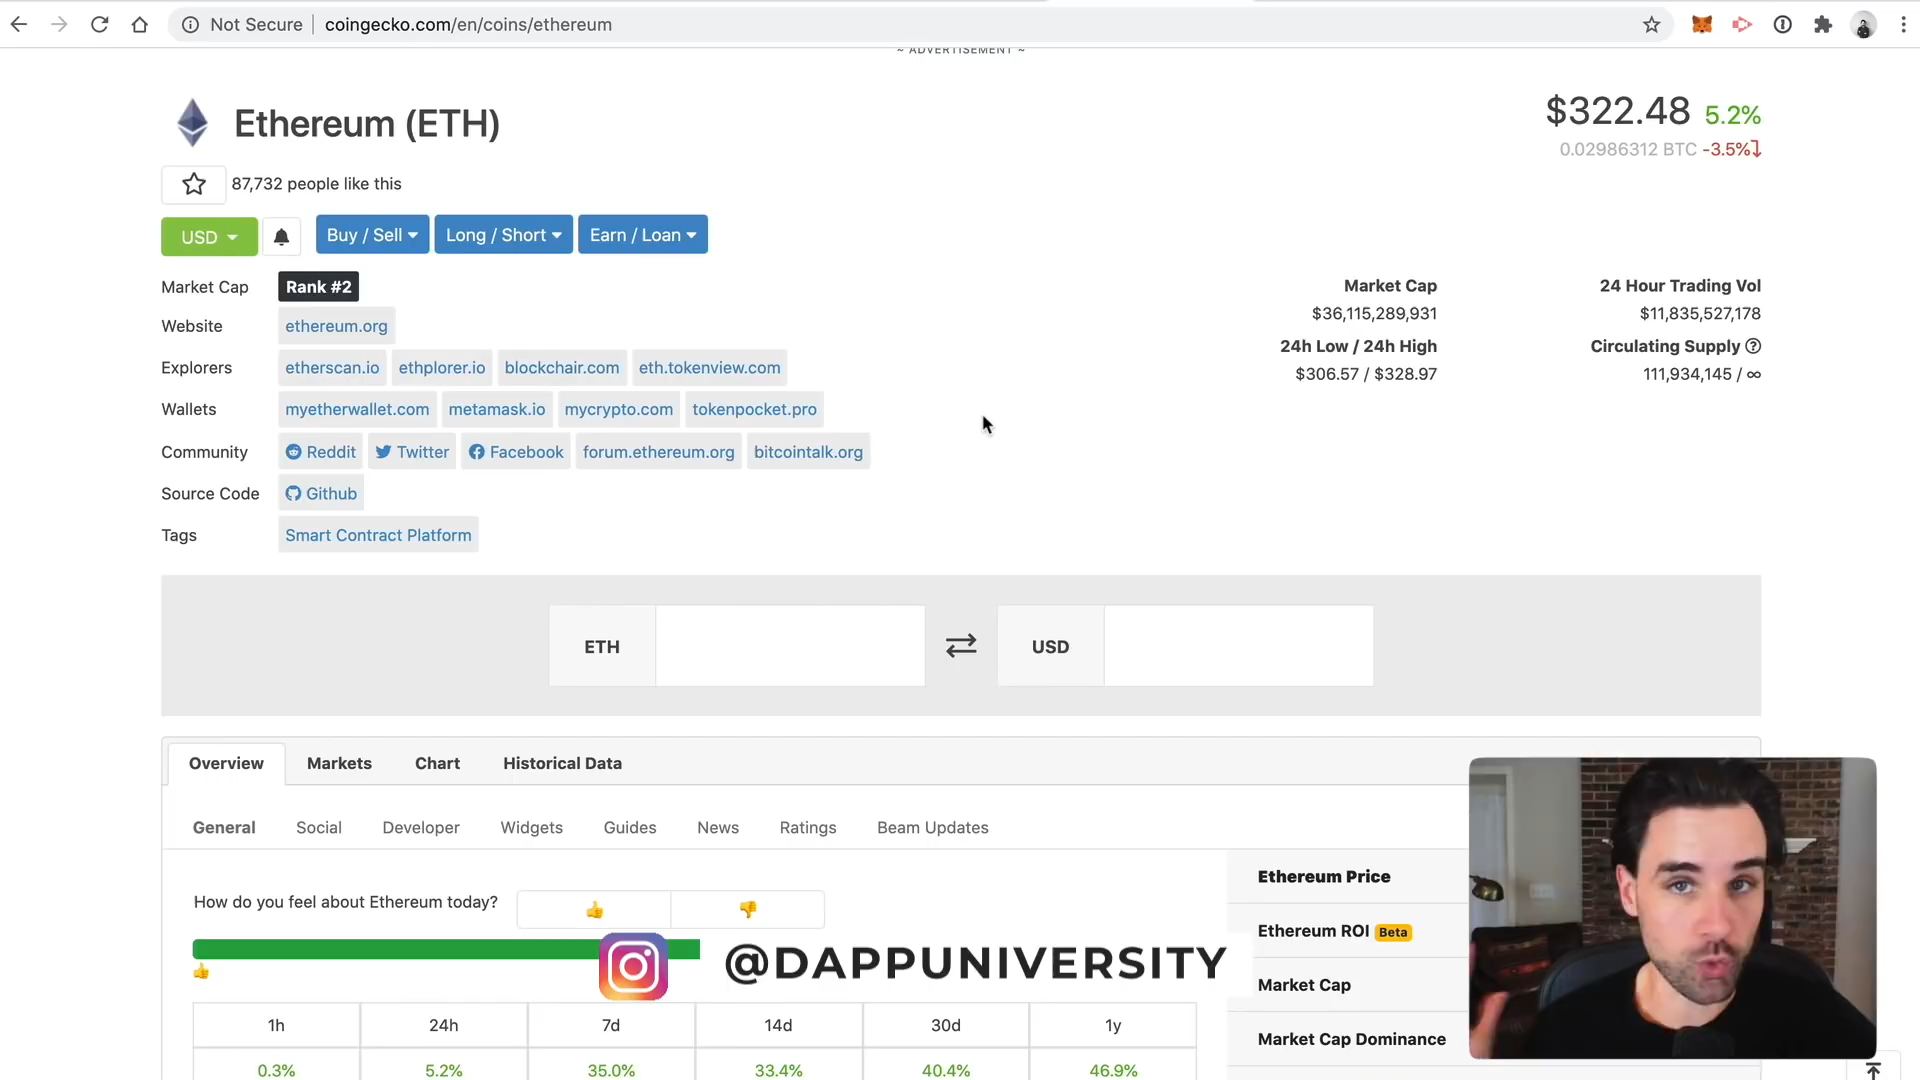 Not Secure | coingecko.com/en/coins/ethereum
~ ADVERTISEMENT ~
Ethereum (ETH)
$322.48 5.2%
0.02986312 BTC -3.5%
87,732 people like this
USD Buy / Sell Long / Short Earn / Loan
Market Cap Rank #2
Website ethereum.org
Explorers etherscan.io ethplorer.io blockchair.com eth.tokenview.com
Wallets myetherwallet.com metamask.io mycrypto.com tokenpocket.pro
Community Reddit Twitter Facebook forum.ethereum.org bitcointalk.org
Source Code Github
Tags Smart Contract Platform
Market Cap 24 Hour Trading Vol
$36,115,289,931 $11,835,527,178
24h Low / 24h High Circulating Supply
$306.57 / $328.97 111,934,145 / ∞
ETH USD
Overview Markets Chart Historical Data
General Social Developer Widgets Guides News Ratings Beam Updates
How do you feel about Ethereum today?
@DAPPUNIVERSITY
1h 24h 7d 14d 30d 1y
0.3% 5.2% 35.0% 33.4% 40.4% 46.9%
Ethereum Price
Ethereum ROI Beta
Market Cap
Market Cap Dominance